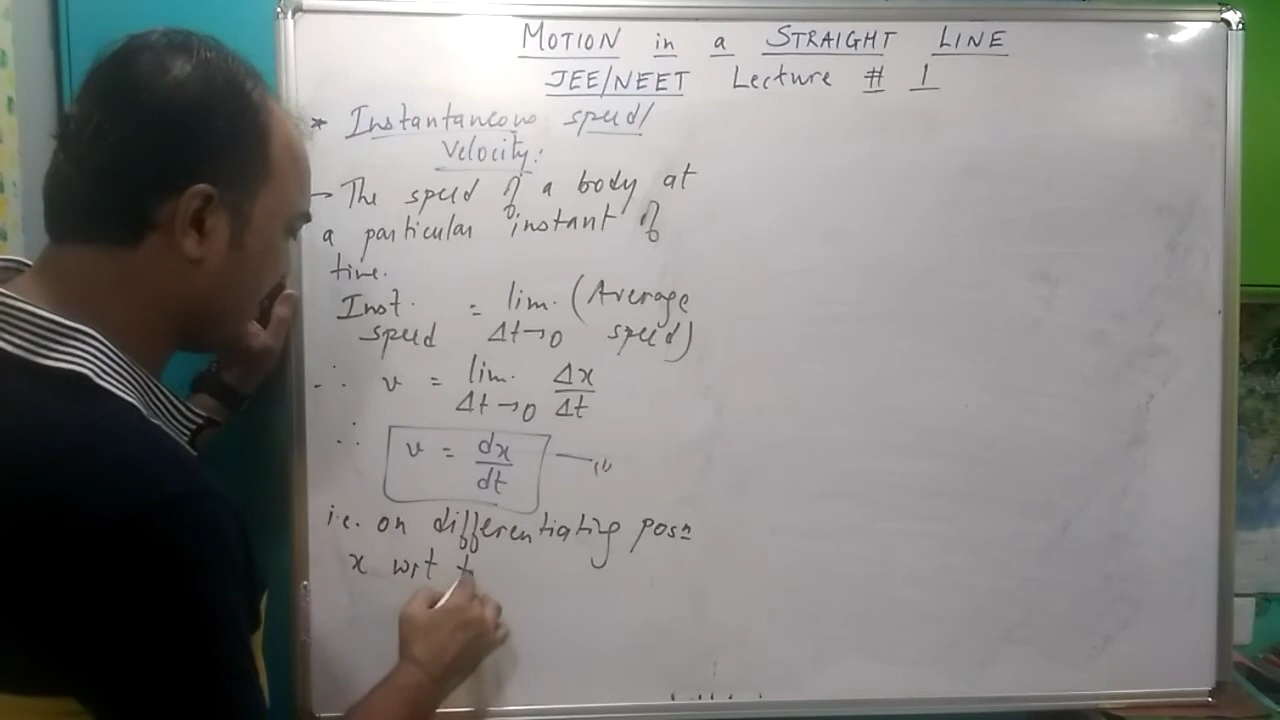 MOTION in a STRAIGHT LINE
JEE/NEET Lecture # 1
* Instantaneous speed/
Velocity:
→ The speed of a body at
a particular instant of
time.
Inst. = lim. (Average
speed Δt→0 speed)
∴ v = lim. Δx
Δt→0 Δt
∴ v = dx —(1)
dt
i.e. on differentiating posn
x wrt t